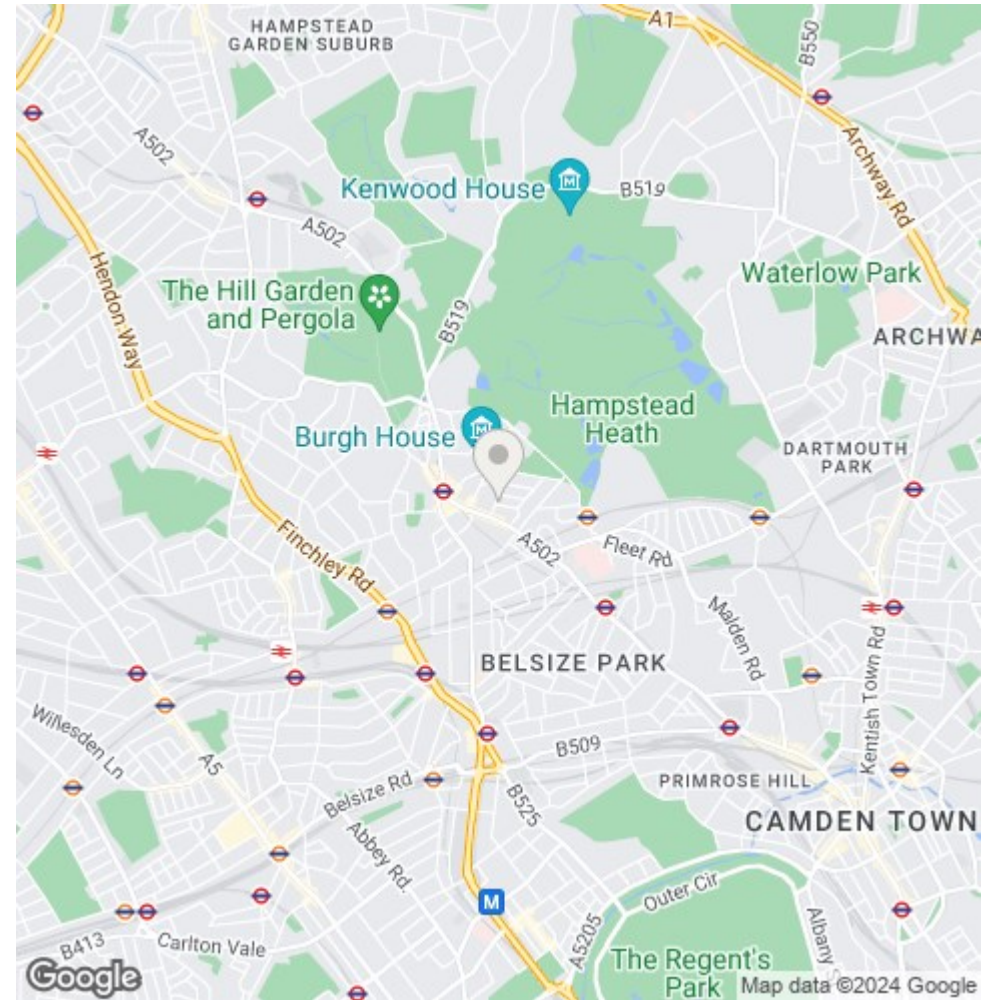 HAMPSTEAD
GARDEN SUBURB
A1
B550
A502
Archway Rd
Kenwood House
M
B519
A502
Hendon Way
The Hill Garden
and Pergola
B519
Waterlow Park
ARCHWA
Hampstead
Heath
Burgh House
M
DARTMOUTH
PARK
Finchley Rd
A502
Fleet Rd
Malden Rd
BELSIZE PARK
Kentish Town Rd
Willesden Ln
A5
B509
Belsize Rd
B525
PRIMROSE HILL
Abbey Rd.
CAMDEN TOWN
Outer Cir
M
A5205
Albany S
B413
Carlton Vale
The Regent's
Park
Google
Map data ©2024 Google